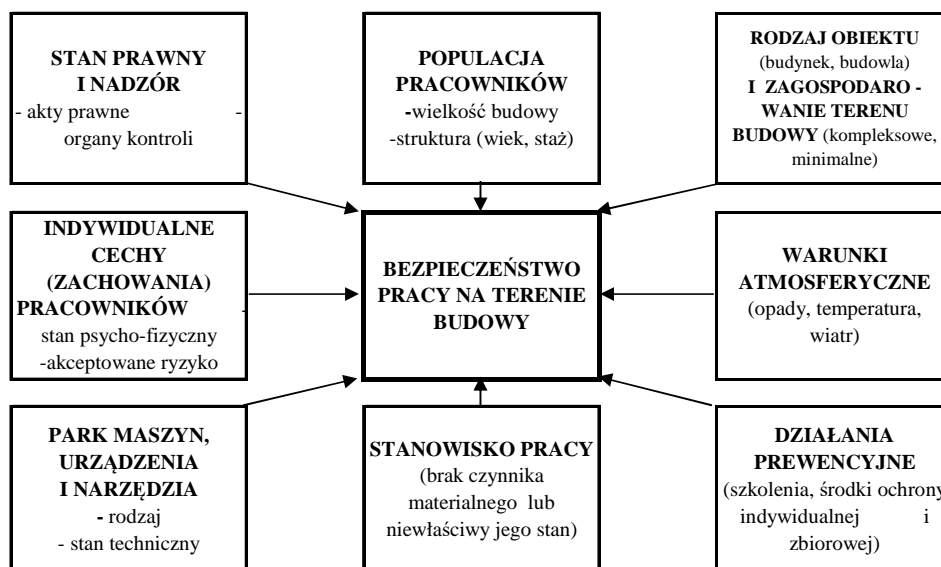 STAN PRAWNY
I NADZÓR
- akty prawne -
organy kontroli
POPULACJA
PRACOWNIKÓW
-wielkość budowy
-struktura (wiek, staż)
RODZAJ OBIEKTU
(budynek, budowla)
I ZAGOSPODARO -
WANIE TERENU
BUDOWY (kompleksowe,
minimalne)
INDYWIDUALNE
CECHY
(ZACHOWANIA)
PRACOWNIKÓW -
stan psycho-fizyczny
-akceptowane ryzyko
BEZPIECZEŃSTWO
PRACY NA TERENIE
BUDOWY
WARUNKI
ATMOSFERYCZNE
(opady, temperatura,
wiatr)
PARK MASZYN,
URZĄDZENIA
I NARZĘDZIA
- rodzaj
- stan techniczny
STANOWISKO PRACY
(brak czynnika
materialnego lub
niewłaściwy jego stan)
DZIAŁANIA
PREWENCYJNE
(szkolenia, środki ochrony
indywidualnej i
zbiorowej)